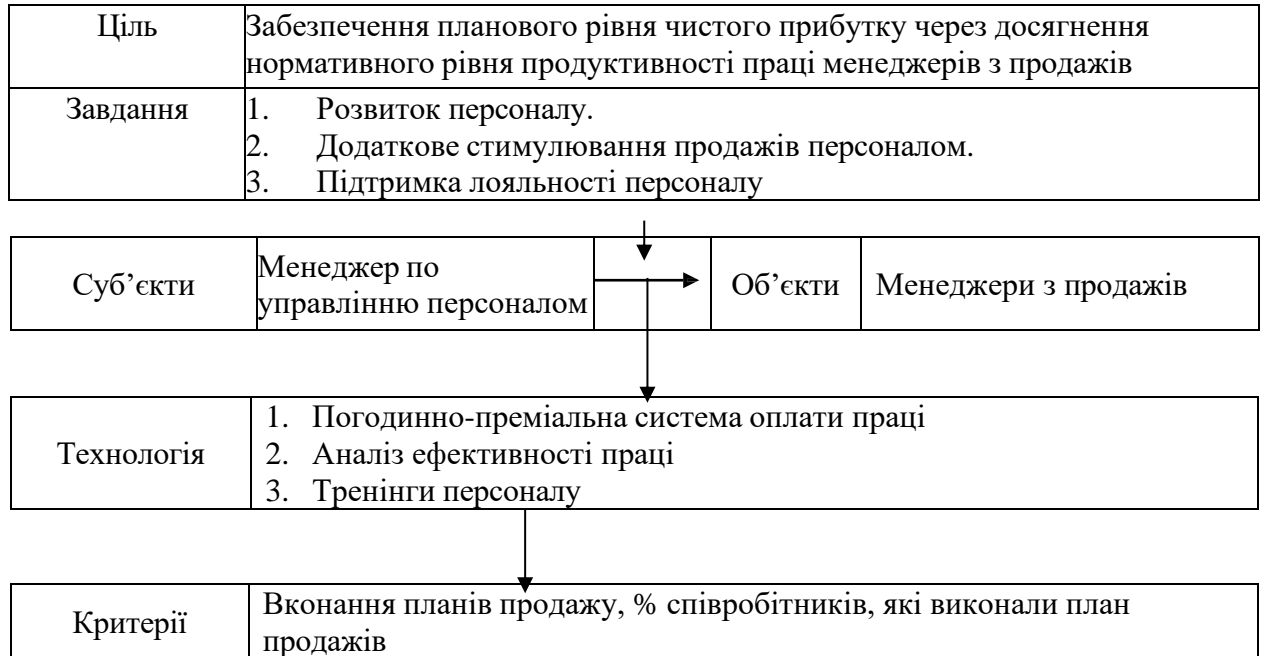 Ціль
Забезпечення планового рівня чистого прибутку через досягнення
нормативного рівня продуктивності праці менеджерів з продажів
Завдання
1. Розвиток персоналу.
2. Додаткове стимулювання продажів персоналом.
3. Підтримка лояльності персоналу
Суб’єкти
Менеджер по
управлінню персоналом
Об’єкти
Менеджери з продажів
Технологія
1. Погодинно-преміальна система оплати праці
2. Аналіз ефективності праці
3. Тренінги персоналу
Критерії
Вконання планів продажу, % співробітників, які виконали план
продажів